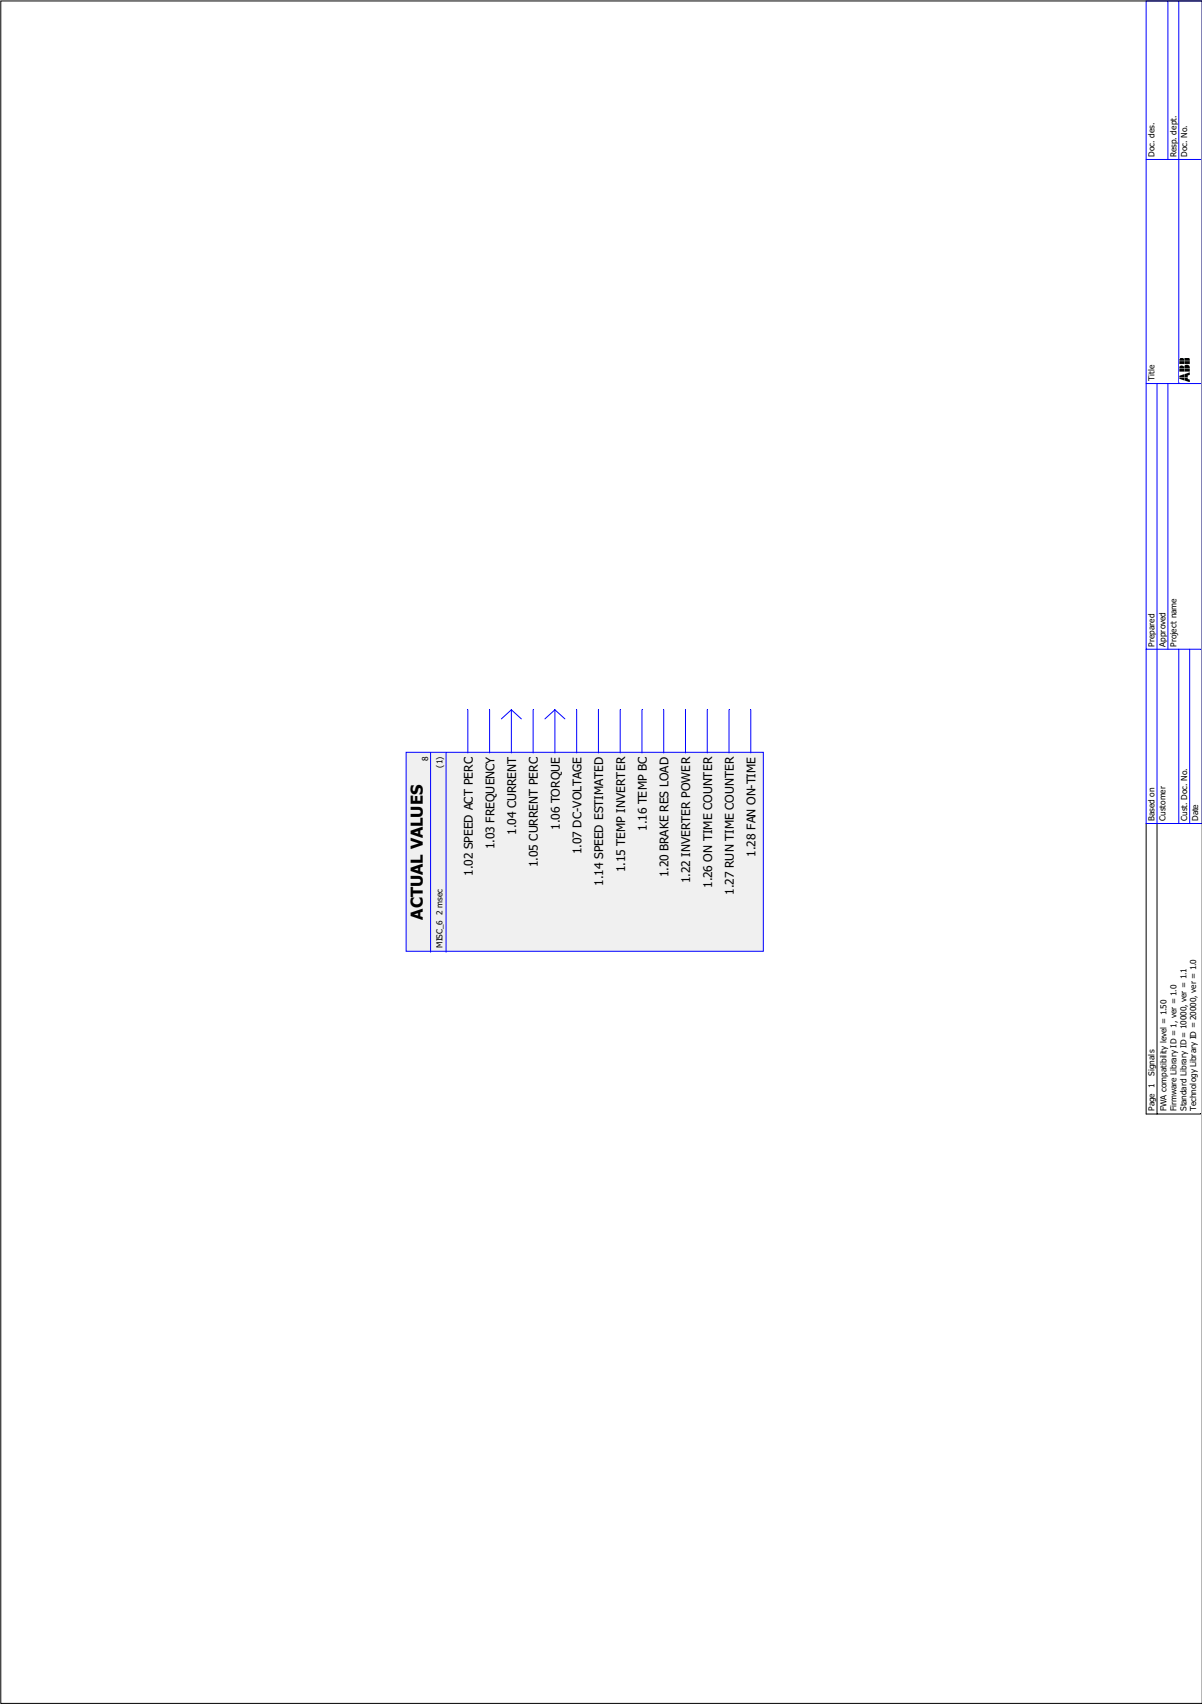 ACTUAL VALUES
8
MISC_6 2 msec
(1)
1.02 SPEED ACT PERC
1.03 FREQUENCY
1.04 CURRENT
1.05 CURRENT PERC
1.06 TORQUE
1.07 DC-VOLTAGE
1.14 SPEED ESTIMATED
1.15 TEMP INVERTER
1.16 TEMP BC
1.20 BRAKE RES LOAD
1.22 INVERTER POWER
1.26 ON TIME COUNTER
1.27 RUN TIME COUNTER
1.28 FAN ON-TIME
Page 1 Signals
FWA compatibility level = 1.50
Firmware Library ID = 1, ver = 1.0
Standard Library ID = 10000, ver = 1.1
Technology Library ID = 20000, ver = 1.0
Based on
Customer
Cust. Doc. No.
Date
Prepared
Approved
Project name
Title
ABB
Doc. des.
Resp. dept.
Doc. No.